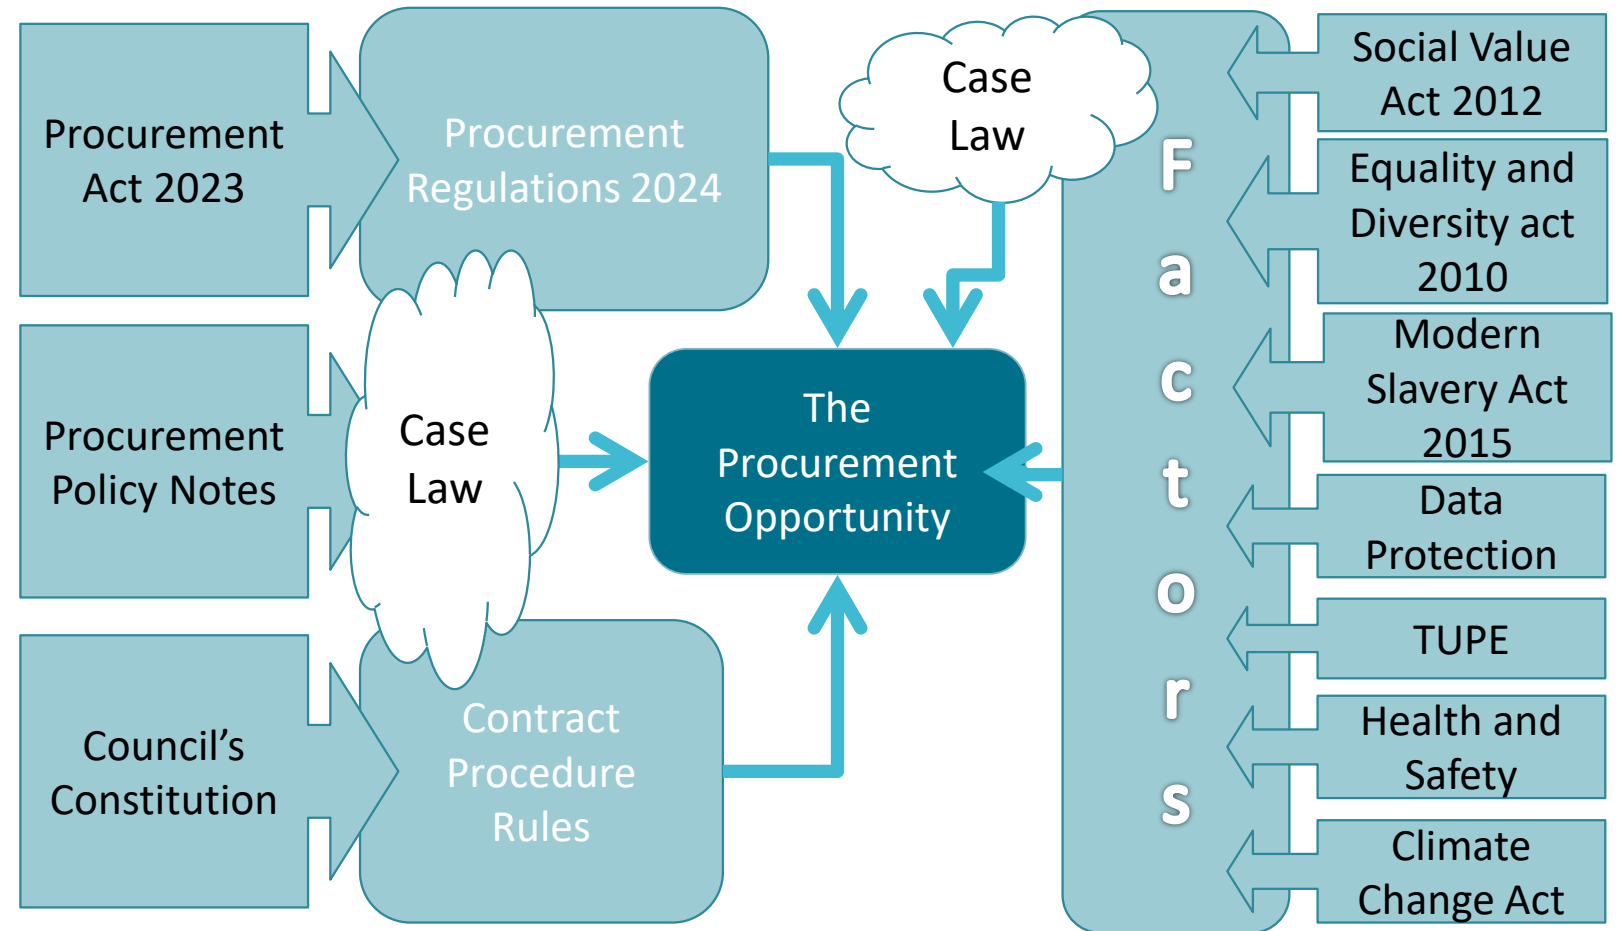 Procurement
Act 2023
Procurement
Regulations 2024
Case
Law
Procurement
Policy Notes
Case
Law
The
Procurement
Opportunity
Council’s
Constitution
Contract
Procedure
Rules
F
a
c
t
o
r
s
Social Value
Act 2012
Equality and
Diversity act
2010
Modern
Slavery Act
2015
Data
Protection
TUPE
Health and
Safety
Climate
Change Act